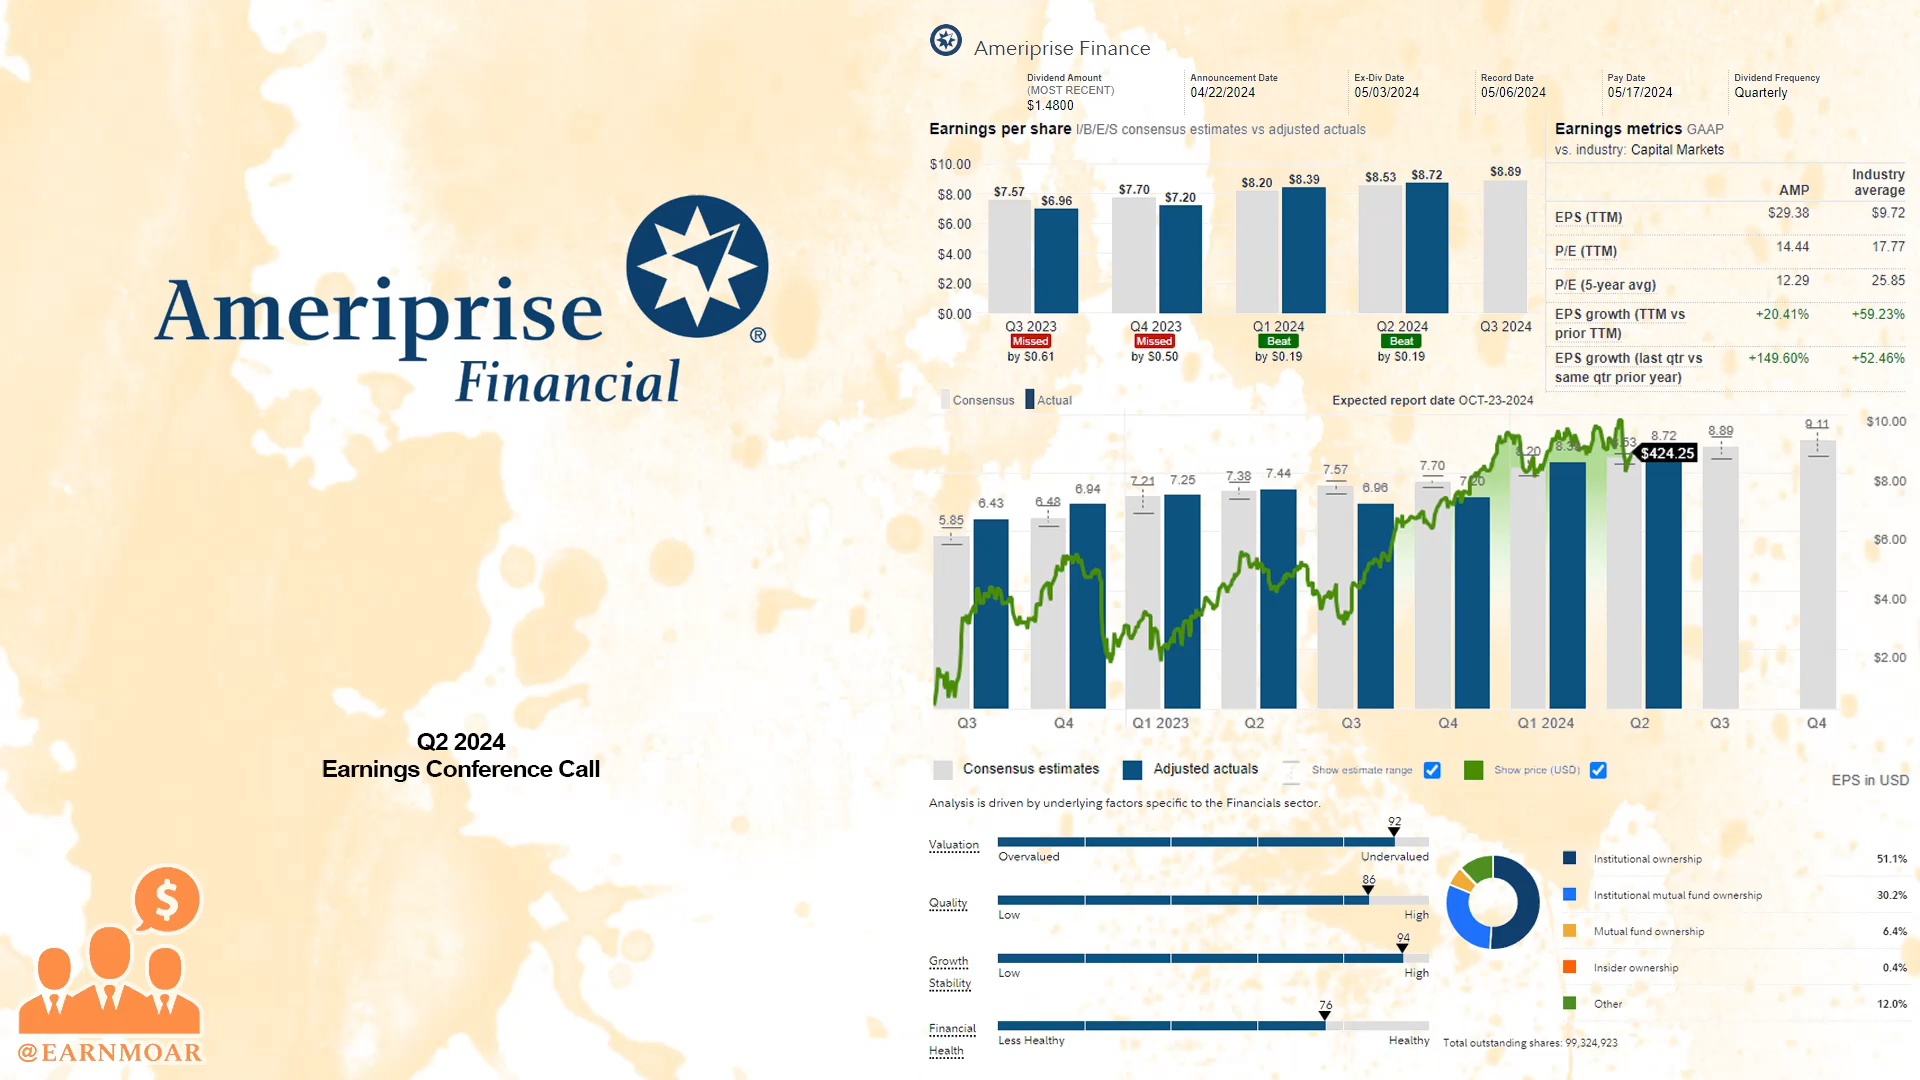 Ameriprise
Financial
®
Q2 2024
Earnings Conference Call
$
@EARNMOAR
Ameriprise Finance
Dividend Amount
(MOST RECENT)
$1.4800
Announcement Date
04/22/2024
Ex-Div Date
05/03/2024
Record Date
05/06/2024
Pay Date
05/17/2024
Dividend Frequency
Quarterly
Earnings per share I/B/E/S consensus estimates vs adjusted actuals
$10.00
$8.00
$6.00
$4.00
$2.00
$0.00
$7.57 $6.96
$7.70 $7.20
$8.20 $8.39
$8.53 $8.72
$8.89
Q3 2023
Missed
by $0.61
Q4 2023
Missed
by $0.50
Q1 2024
Beat
by $0.19
Q2 2024
Beat
by $0.19
Q3 2024
Consensus Actual
Expected report date OCT-23-2024
Earnings metrics GAAP
vs. industry: Capital Markets
AMP
Industry
average
EPS (TTM) $29.38 $9.72
P/E (TTM) 14.44 17.77
P/E (5-year avg) 12.29 25.85
EPS growth (TTM vs
prior TTM) +20.41% +59.23%
EPS growth (last qtr vs
same qtr prior year) +149.60% +52.46%
5.85 6.43
6.48 6.94
7.21 7.25
7.38 7.44
7.57 6.96
7.70 7.20
8.20
8.53 8.72
$424.25
8.89
9.11
$10.00
$8.00
$6.00
$4.00
$2.00
Q3 Q4 Q1 2023 Q2 Q3 Q4 Q1 2024 Q2 Q3 Q4
Consensus estimates Adjusted actuals Show estimate range Show price (USD)
EPS in USD
Analysis is driven by underlying factors specific to the Financials sector.
Valuation
92
Overvalued Undervalued
Quality
86
Low High
Growth
Stability
94
Low High
Financial
Health
76
Less Healthy Healthy
Institutional ownership 51.1%
Institutional mutual fund ownership 30.2%
Mutual fund ownership 6.4%
Insider ownership 0.4%
Other 12.0%
Total outstanding shares: 99,324,923